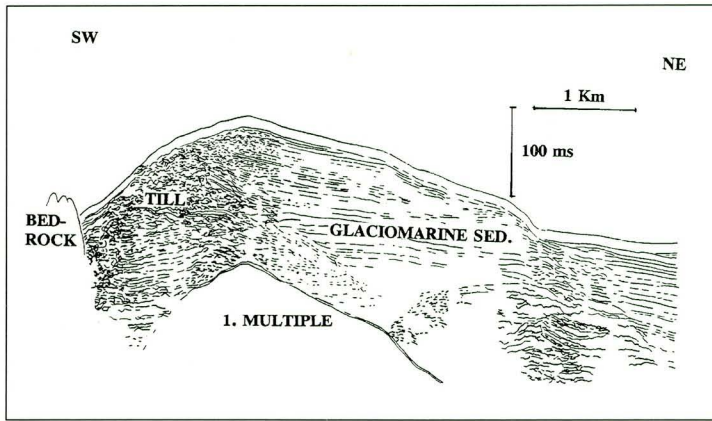 SW
NE
1 Km
100 ms
TILL
BED-
ROCK
GLACIOMARINE SED.
1. MULTIPLE